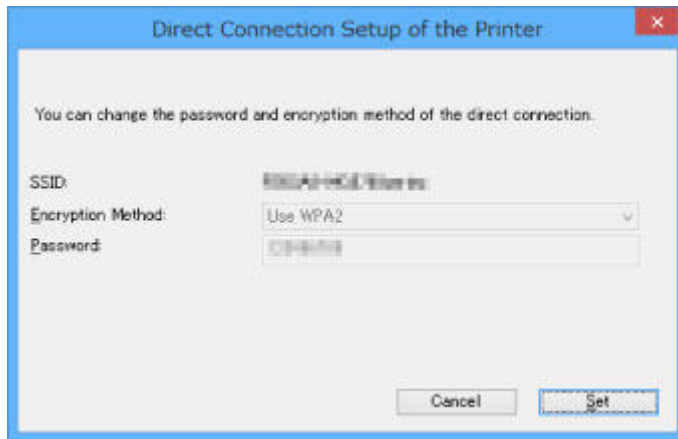 Direct Connection Setup of the Printer
You can change the password and encryption method of the direct connection.
SSID:
Encryption Method: Use WPA2
Password:
Cancel Set